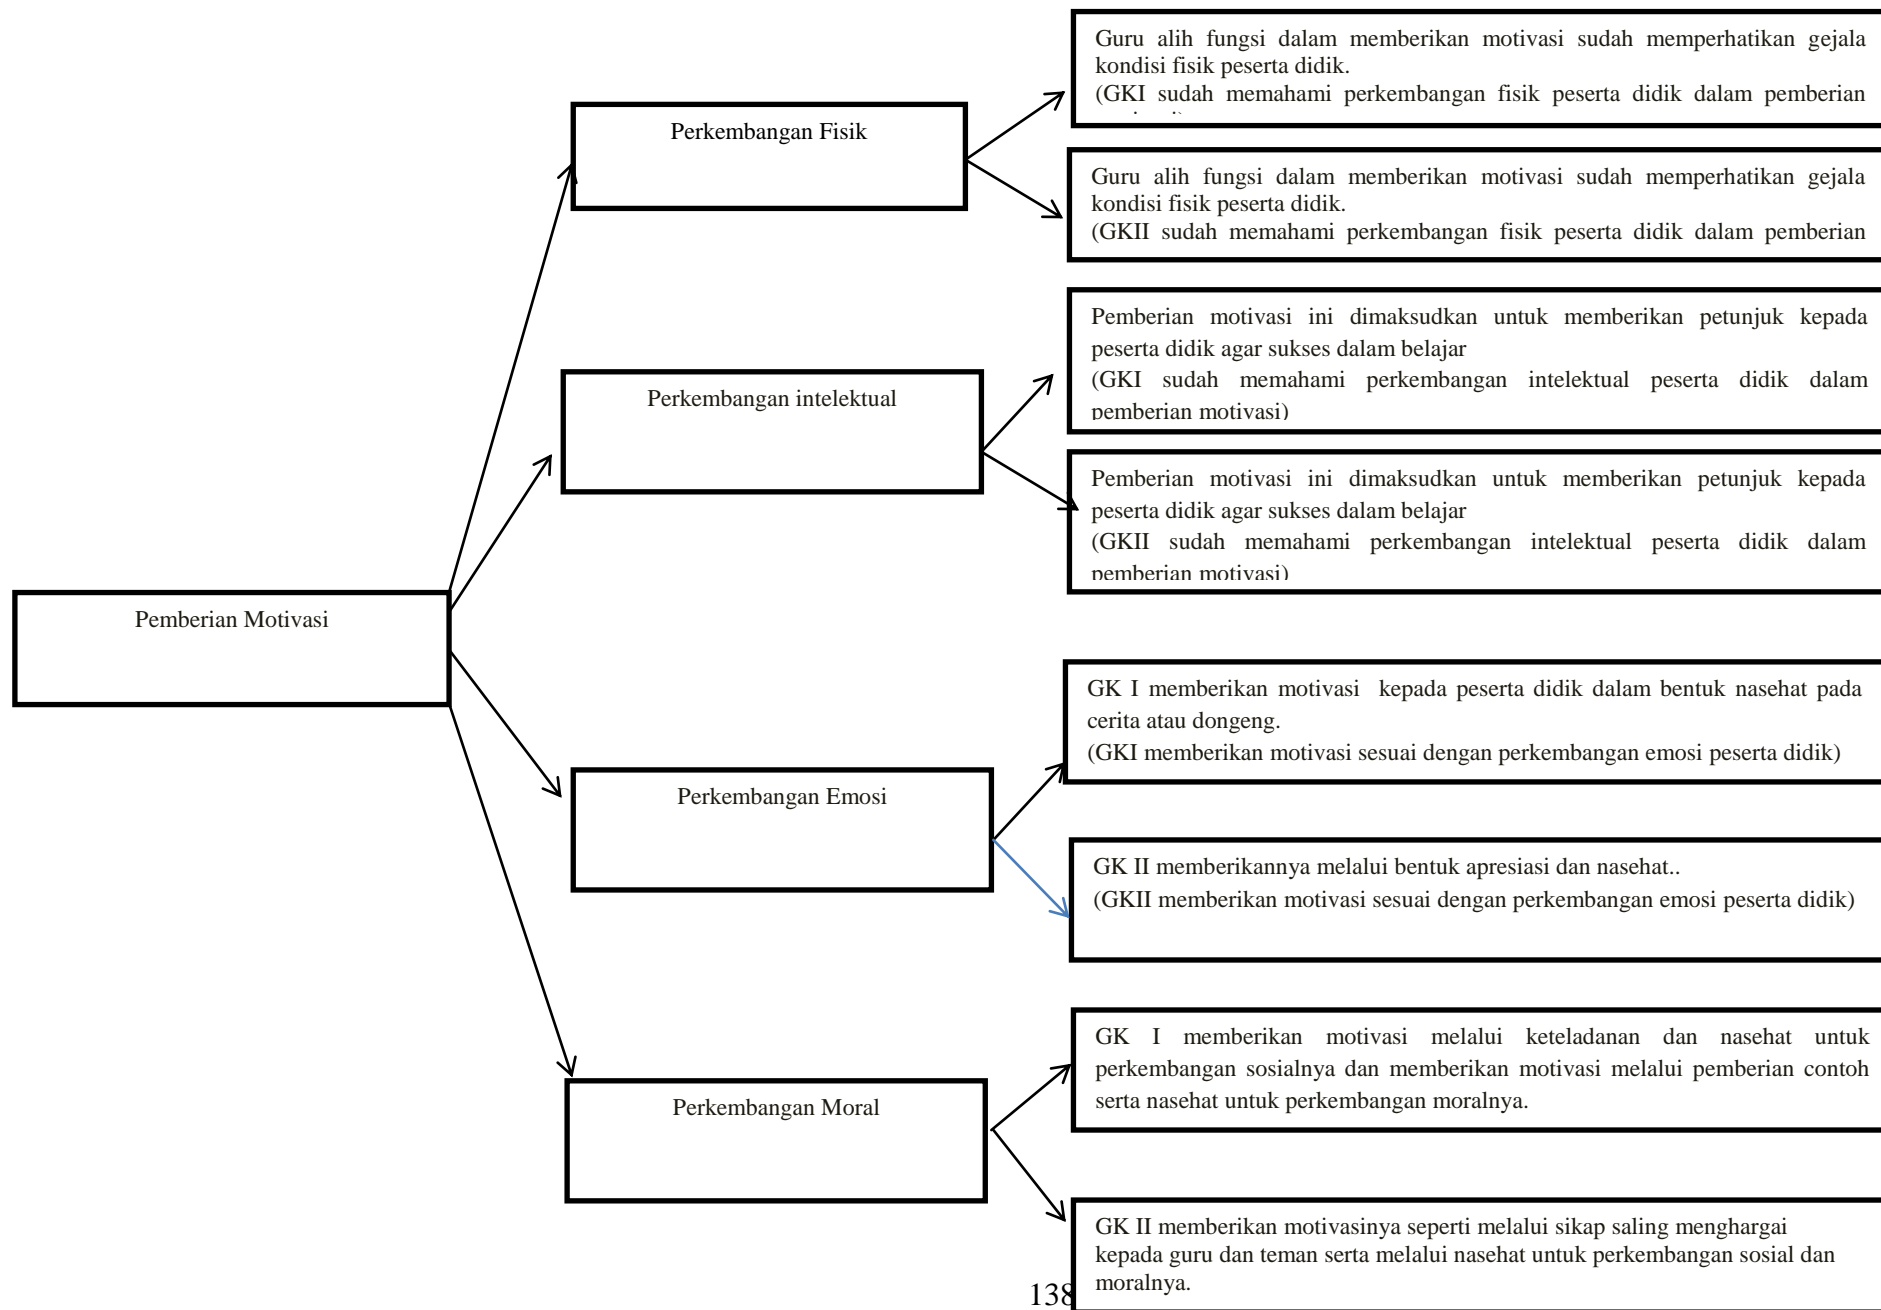 Guru alih fungsi dalam memberikan motivasi sudah memperhatikan gejala
kondisi fisik peserta didik.
(GKI sudah memahami perkembangan fisik peserta didik dalam pemberian
Perkembangan Fisik
Guru alih fungsi dalam memberikan motivasi sudah memperhatikan gejala
kondisi fisik peserta didik.
(GKII sudah memahami perkembangan fisik peserta didik dalam pemberian
Pemberian motivasi ini dimaksudkan untuk memberikan petunjuk kepada
peserta didik agar sukses dalam belajar
(GKI sudah memahami perkembangan intelektual peserta didik dalam
pemberian motivasi)
Perkembangan intelektual
Pemberian motivasi ini dimaksudkan untuk memberikan petunjuk kepada
peserta didik agar sukses dalam belajar
(GKII sudah memahami perkembangan intelektual peserta didik dalam
pemberian motivasi)
Pemberian Motivasi
GK I memberikan motivasi kepada peserta didik dalam bentuk nasehat pada
cerita atau dongeng.
(GKI memberikan motivasi sesuai dengan perkembangan emosi peserta didik)
Perkembangan Emosi
GK II memberikannya melalui bentuk apresiasi dan nasehat..
(GKII memberikan motivasi sesuai dengan perkembangan emosi peserta didik)
GK I memberikan motivasi melalui keteladanan dan nasehat untuk
perkembangan sosialnya dan memberikan motivasi melalui pemberian contoh
serta nasehat untuk perkembangan moralnya.
Perkembangan Moral
GK II memberikan motivasinya seperti melalui sikap saling menghargai
kepada guru dan teman serta melalui nasehat untuk perkembangan sosial dan
moralnya.
138